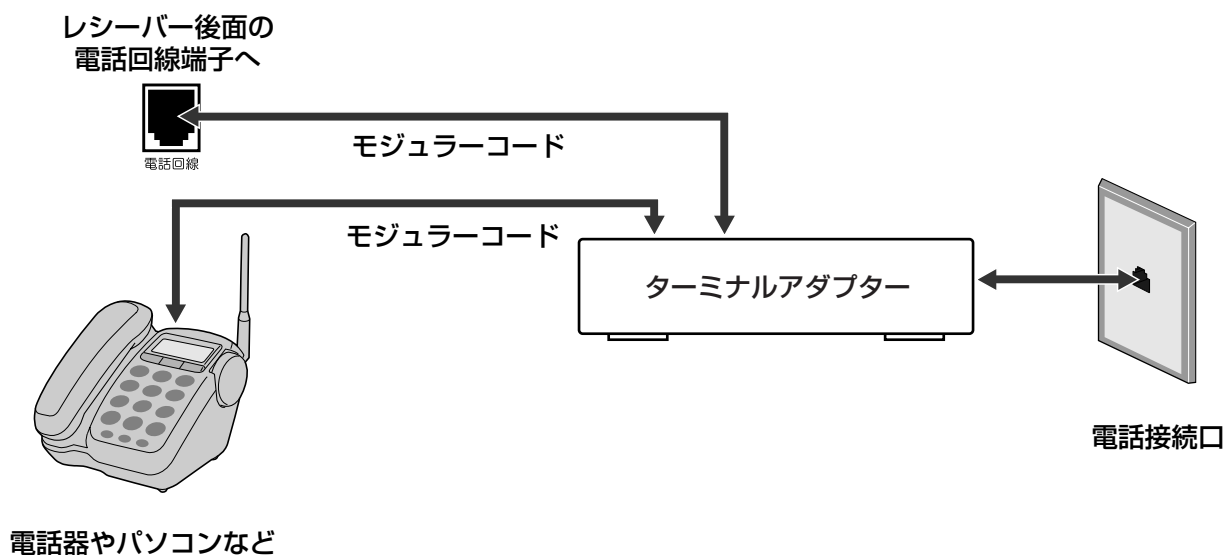 レシーバー後面の
電話回線端子へ
電話回線
モジュラーコード
モジュラーコード
ターミナルアダプター
電話接続口
電話器やパソコンなど